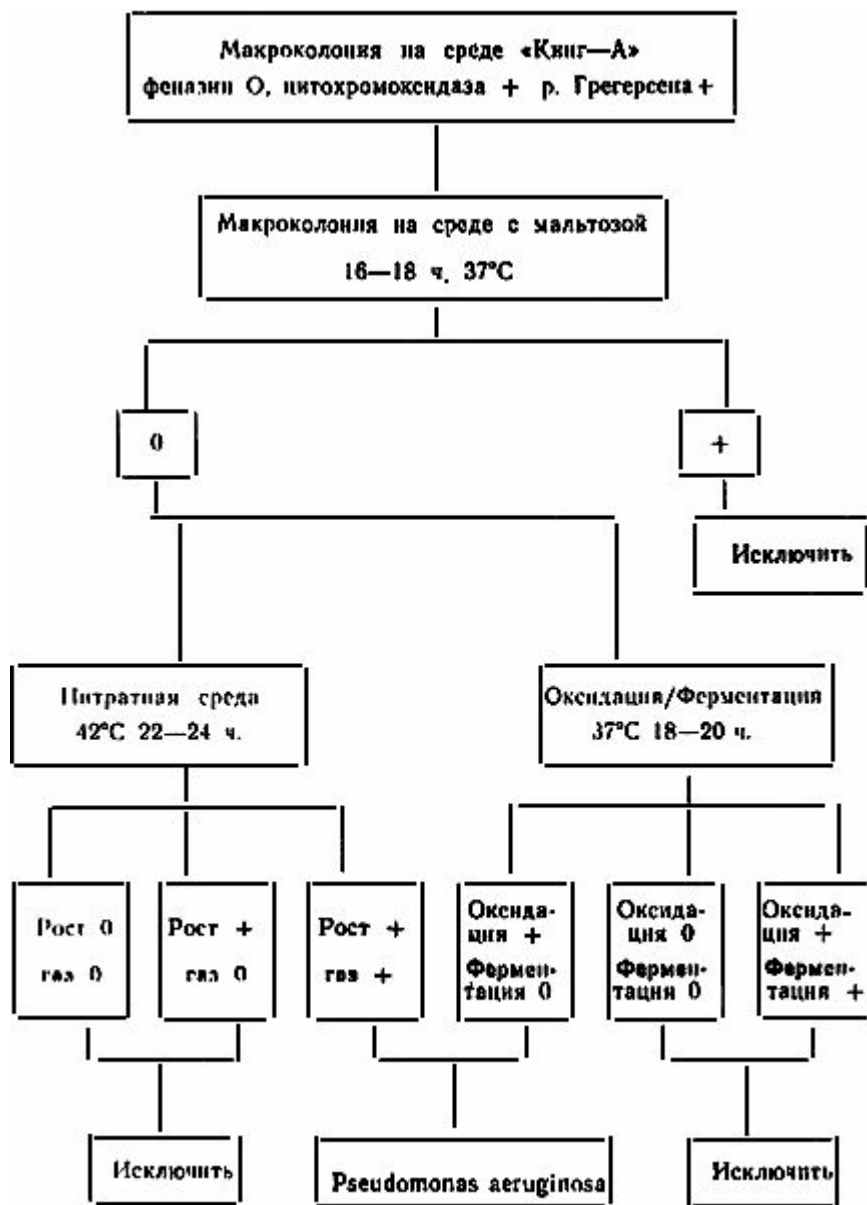 Макроколония на среде «Кинг—А»
феназин О, цитохромоксидаза + р. Грегерсена +
Макроколония на среде с мальтозой
16—18 ч. 37°С
0
+
Исключить
Нитратная среда
42°С 22—24 ч.
Оксидация/Ферментация
37°С 18—20 ч.
Рост 0
газ 0
Рост +
газ 0
Рост +
газ +
Оксида-
ция +
Фермен-
тация 0
Оксида-
ция 0
Фермен-
тация 0
Оксида-
ция +
Фермен-
тация +
Исключить
Pseudomonas aeruginosa
Исключить